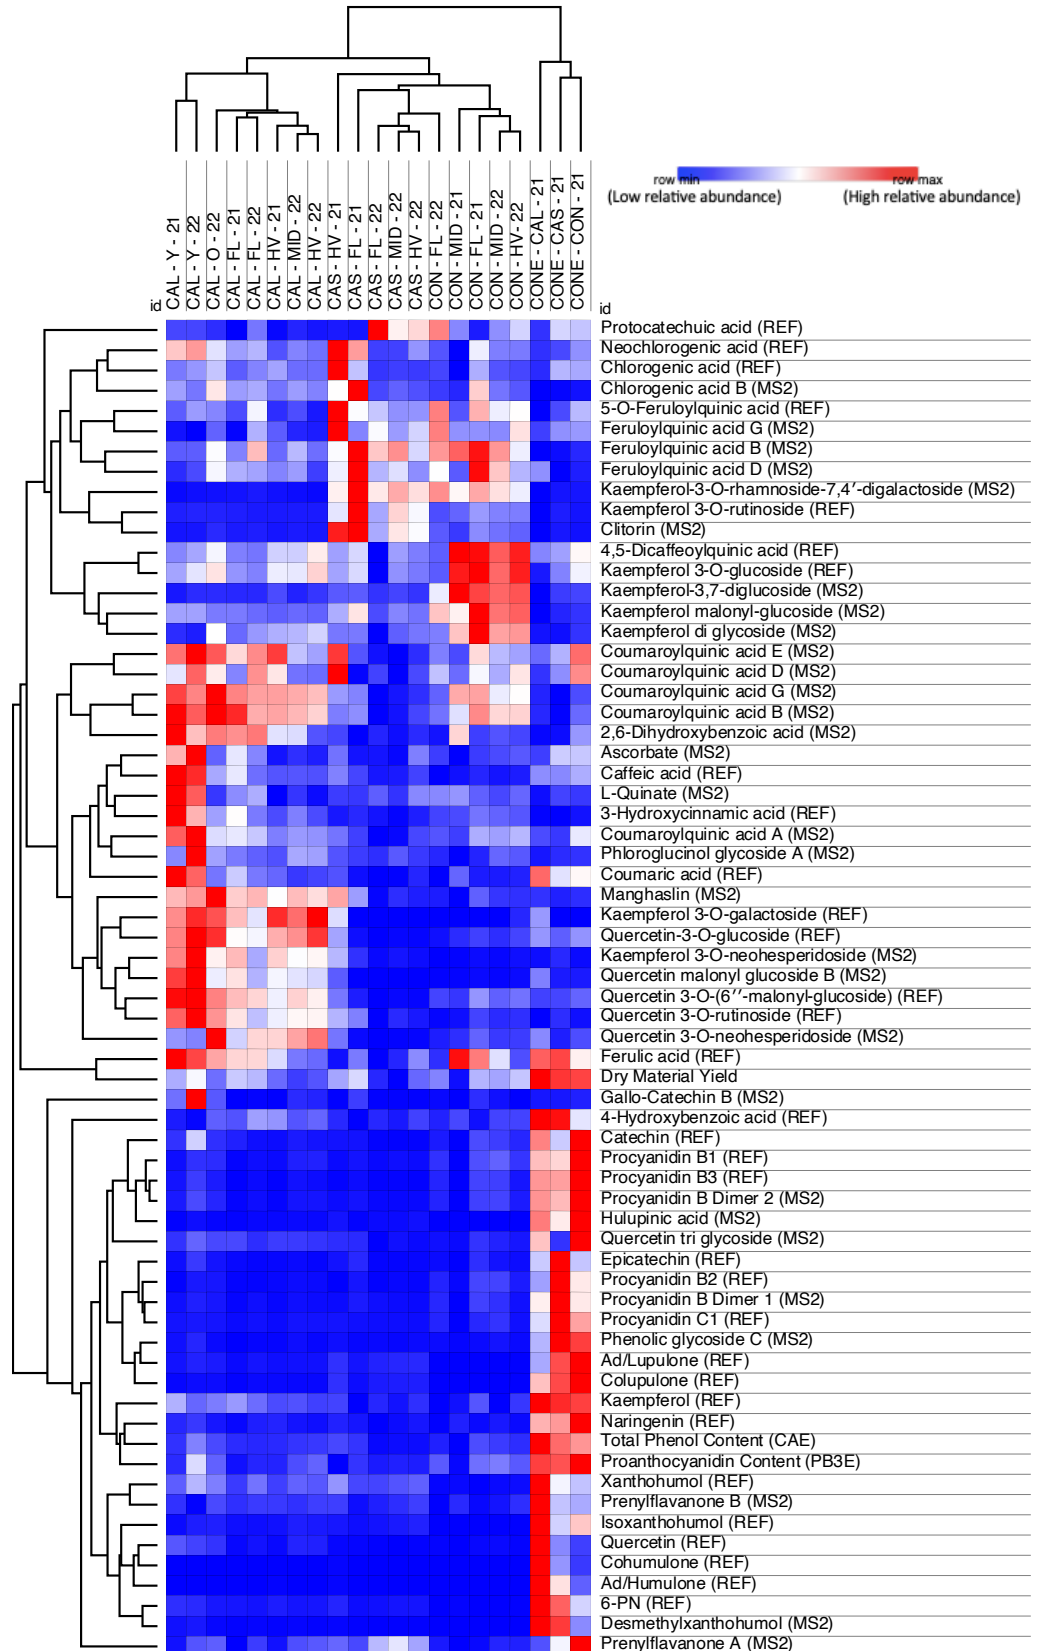 row min
row max
(Low relative abundance)
(High relative abundance)
id
CAL - Y - 21
CAL - Y - 22
CAL - O - 22
CAL - FL - 21
CAL - FL - 22
CAL - HV - 21
CAL - MID - 22
CAL - HV - 22
CAS - HV - 21
CAS - FL - 21
CAS - FL - 22
CAS - MID - 22
CAS - HV - 22
CON - FL - 22
CON - MID - 21
CON - FL - 21
CON - MID - 22
CON - HV- 22
CONE - CAL - 21
CONE - CAS - 21
CONE - CON - 21
id
Protocatechuic acid (REF)
Neochlorogenic acid (REF)
Chlorogenic acid (REF)
Chlorogenic acid B (MS2)
5-O-Feruloylquinic acid (REF)
Feruloylquinic acid G (MS2)
Feruloylquinic acid B (MS2)
Feruloylquinic acid D (MS2)
Kaempferol-3-O-rhamnoside-7,4′-digalactoside (MS2)
Kaempferol 3-O-rutinoside (REF)
Clitorin (MS2)
4,5-Dicaffeoylquinic acid (REF)
Kaempferol 3-O-glucoside (REF)
Kaempferol-3,7-diglucoside (MS2)
Kaempferol malonyl-glucoside (MS2)
Kaempferol di glycoside (MS2)
Coumaroylquinic acid E (MS2)
Coumaroylquinic acid D (MS2)
Coumaroylquinic acid G (MS2)
Coumaroylquinic acid B (MS2)
2,6-Dihydroxybenzoic acid (MS2)
Ascorbate (MS2)
Caffeic acid (REF)
L-Quinate (MS2)
3-Hydroxycinnamic acid (REF)
Coumaroylquinic acid A (MS2)
Phloroglucinol glycoside A (MS2)
Coumaric acid (REF)
Manghaslin (MS2)
Kaempferol 3-O-galactoside (REF)
Quercetin-3-O-glucoside (REF)
Kaempferol 3-O-neohesperidoside (MS2)
Quercetin malonyl glucoside B (MS2)
Quercetin 3-O-(6′′-malonyl-glucoside) (REF)
Quercetin 3-O-rutinoside (REF)
Quercetin 3-O-neohesperidoside (MS2)
Ferulic acid (REF)
Dry Material Yield
Gallo-Catechin B (MS2)
4-Hydroxybenzoic acid (REF)
Catechin (REF)
Procyanidin B1 (REF)
Procyanidin B3 (REF)
Procyanidin B Dimer 2 (MS2)
Hulupinic acid (MS2)
Quercetin tri glycoside (MS2)
Epicatechin (REF)
Procyanidin B2 (REF)
Procyanidin B Dimer 1 (MS2)
Procyanidin C1 (REF)
Phenolic glycoside C (MS2)
Ad/Lupulone (REF)
Colupulone (REF)
Kaempferol (REF)
Naringenin (REF)
Total Phenol Content (CAE)
Proanthocyanidin Content (PB3E)
Xanthohumol (REF)
Prenylflavanone B (MS2)
Isoxanthohumol (REF)
Quercetin (REF)
Cohumulone (REF)
Ad/Humulone (REF)
6-PN (REF)
Desmethylxanthohumol (MS2)
Prenylflavanone A (MS2)